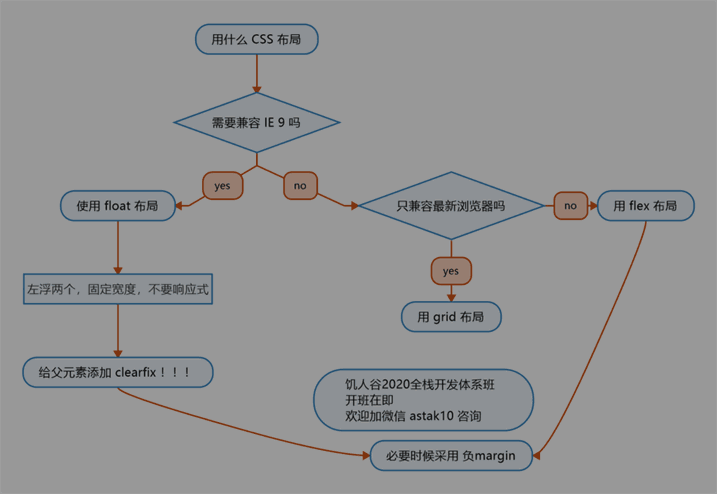 用什么 CSS 布局
需要兼容 IE 9 吗
yes
no
使用 float 布局
只兼容最新浏览器吗
no
用 flex 布局
yes
左浮两个，固定宽度，不要响应式
用 grid 布局
给父元素添加 clearfix！！！
饥人谷2020全栈开发体系班
开班在即
欢迎加微信 astak10 咨询
必要时候采用 负margin